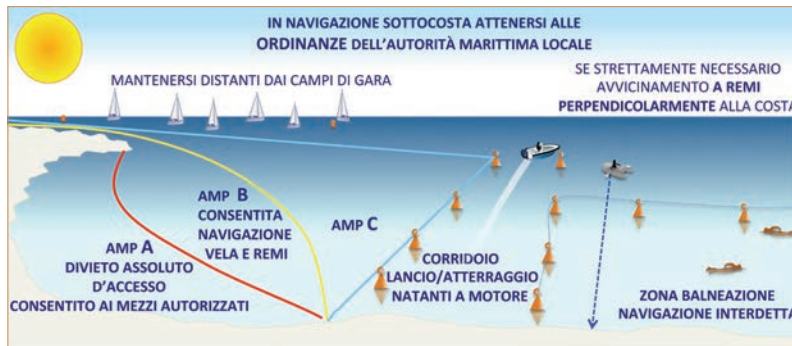 IN NAVIGAZIONE SOTTOCOSTA ATTENERSI ALLE
ORDINANZE DELL'AUTORITÀ MARITTIMA LOCALE
MANTENERSI DISTANTI DAI CAMPI DI GARA
SE STRETTAMENTE NECESSARIO
AVVICINAMENTO A REMI
PERPENDICOLARMENTE ALLA COSTA
AMP B
CONSENTITA
NAVIGAZIONE
VELA E REMI
AMP C
AMP A
DIVIETO ASSOLUTO
D'ACCESSO
CONSENTITO AI MEZZI AUTORIZZATI
CORRIDOIO
LANCIO/ATTERRAGGIO
NATANTI A MOTORE
ZONA BALNEAZIONE
NAVIGAZIONE INTERDETTA